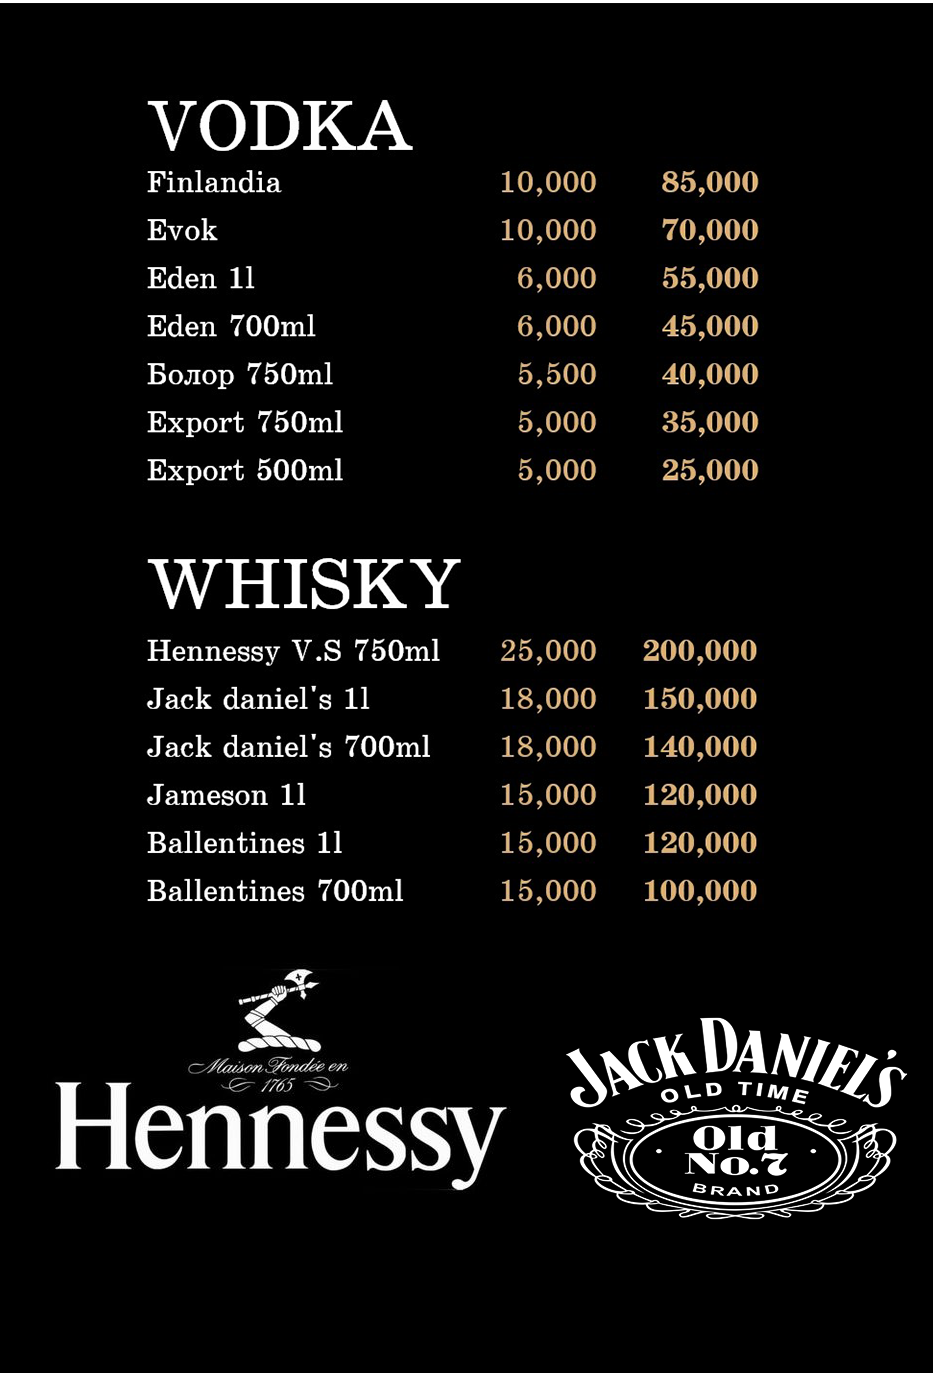 VODKA
Finlandia 10,000 85,000
Evok 10,000 70,000
Eden 1l 6,000 55,000
Eden 700ml 6,000 45,000
Болор 750ml 5,500 40,000
Export 750ml 5,000 35,000
Export 500ml 5,000 25,000
WHISKY
Hennessy V.S 750ml 25,000 200,000
Jack daniel's 1l 18,000 150,000
Jack daniel's 700ml 18,000 140,000
Jameson 1l 15,000 120,000
Ballentines 1l 15,000 120,000
Ballentines 700ml 15,000 100,000
Maison Fondée en
1765
Hennessy
JACK DANIEL'S
OLD TIME
Old
No.7
BRAND